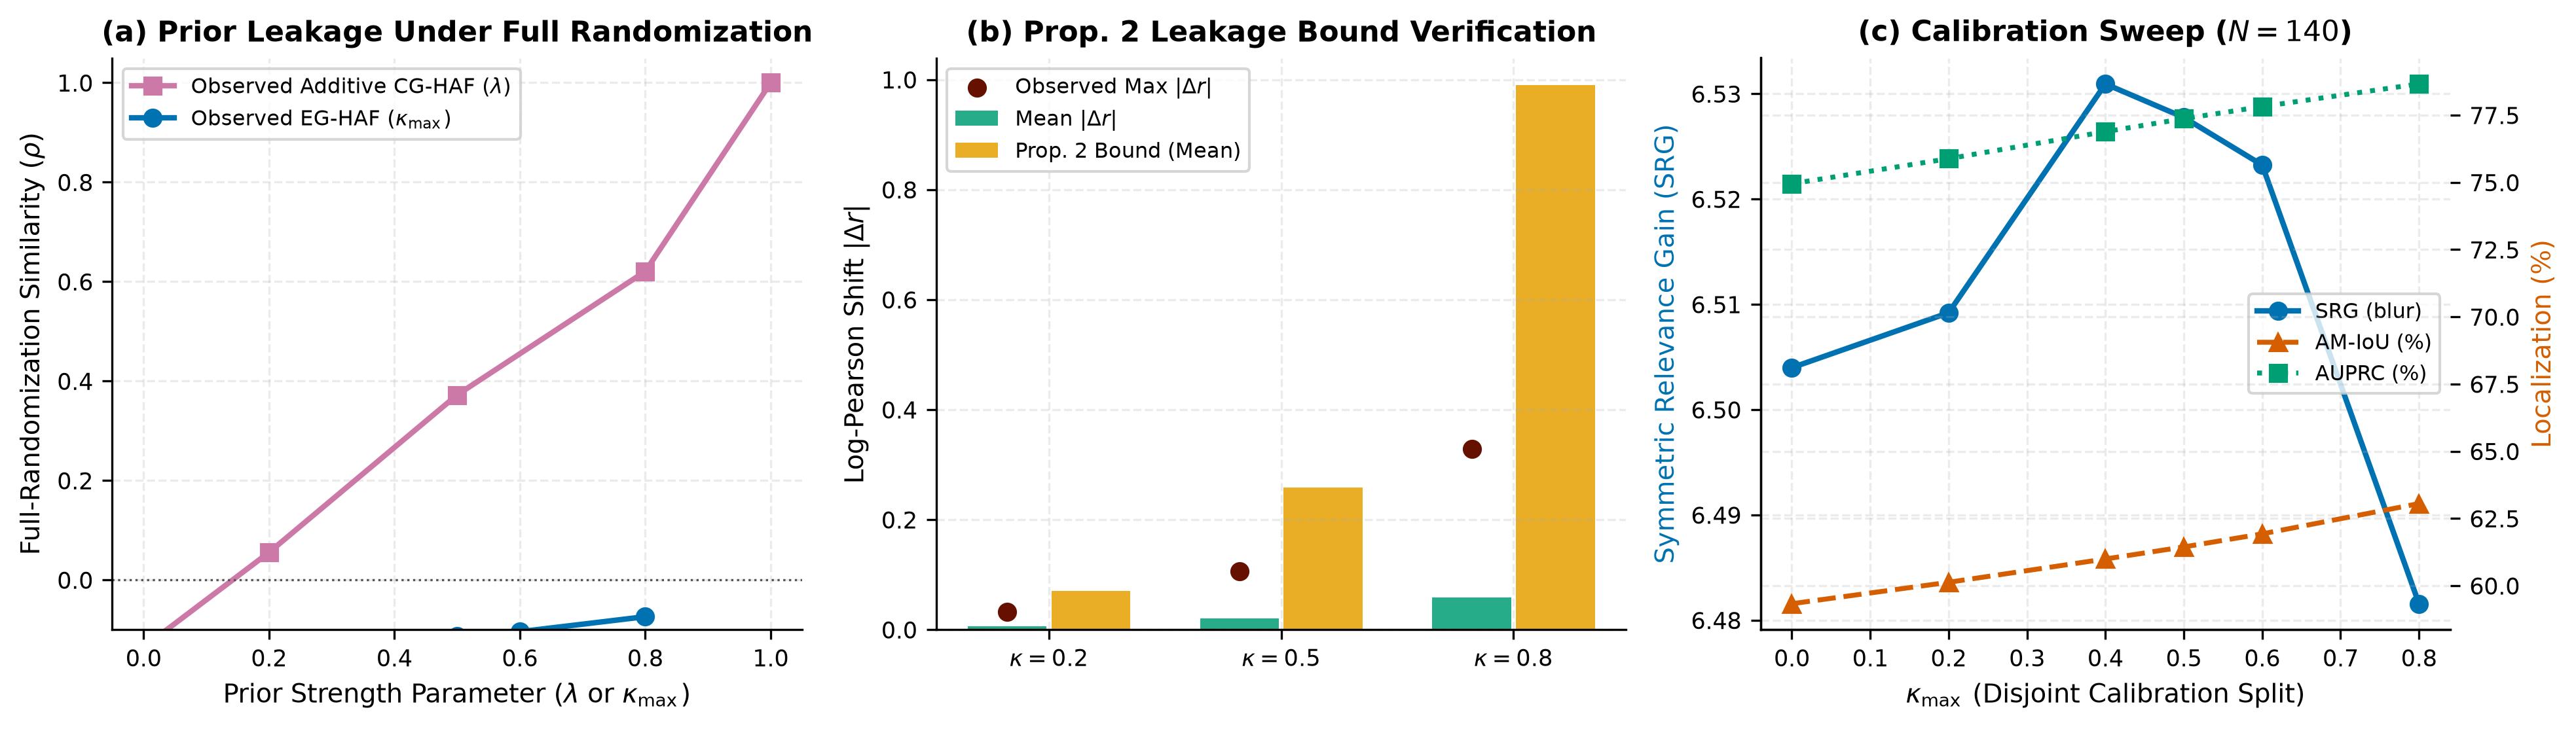 (a) Prior Leakage Under Full Randomization
Observed Additive CG-HAF (λ)
Observed EG-HAF (κmax)
Full-Randomization Similarity (ρ)
1.0
0.8
0.6
0.4
0.2
0.0
0.0 0.2 0.4 0.6 0.8 1.0
Prior Strength Parameter (λ or κmax)
(b) Prop. 2 Leakage Bound Verification
Observed Max |Δr|
Mean |Δr|
Prop. 2 Bound (Mean)
Log-Pearson Shift |Δr|
1.0
0.8
0.6
0.4
0.2
0.0
κ = 0.2 κ = 0.5 κ = 0.8
(c) Calibration Sweep (N = 140)
Symmetric Relevance Gain (SRG)
6.53
6.52
6.51
6.50
6.49
6.48
SRG (blur)
AM-IoU (%)
AUPRC (%)
77.5
75.0
72.5
70.0
67.5
65.0
62.5
60.0
Localization (%)
0.0 0.1 0.2 0.3 0.4 0.5 0.6 0.7 0.8
κmax (Disjoint Calibration Split)